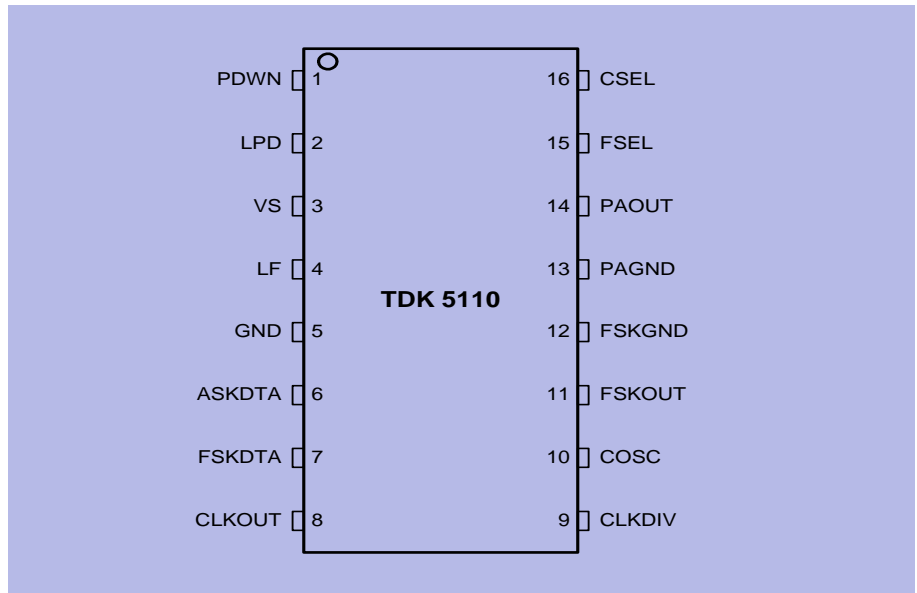 PDWN 1 16 CSEL
LPD 2 15 FSEL
VS 3 14 PAOUT
LF 4 13 PAGND
TDK 5110
GND 5 12 FSKGND
ASKDTA 6 11 FSKOUT
FSKDTA 7 10 COSC
CLKOUT 8 9 CLKDIV